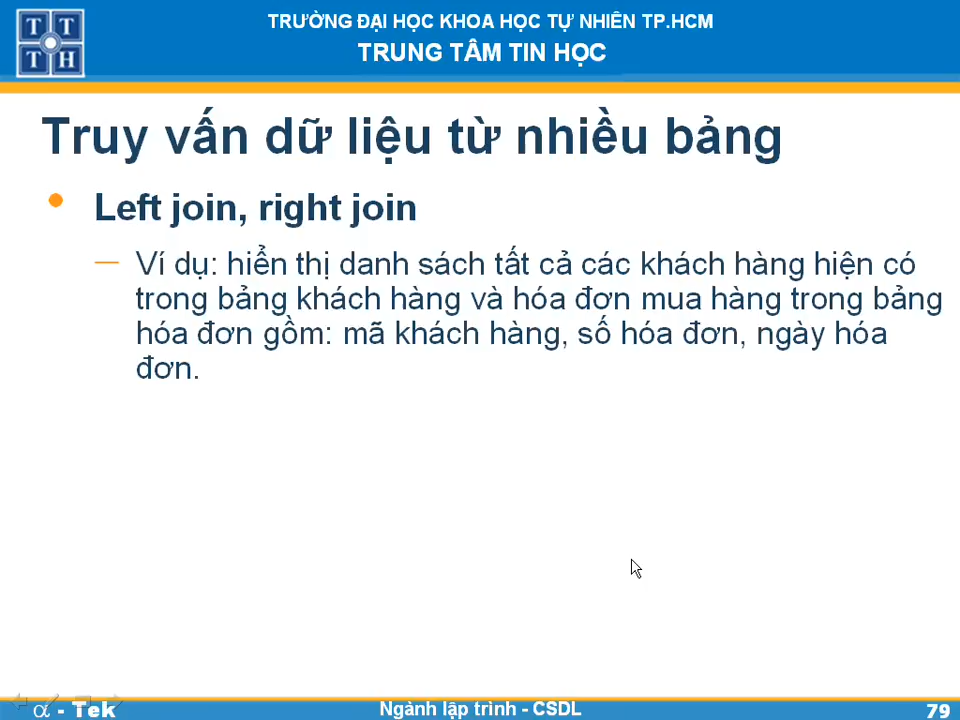 TRƯỜNG ĐẠI HỌC KHOA HỌC TỰ NHIÊN TP.HCM
TRUNG TÂM TIN HỌC
T T
T H
Truy vấn dữ liệu từ nhiều bảng
• Left join, right join
– Ví dụ: hiển thị danh sách tất cả các khách hàng hiện có
trong bảng khách hàng và hóa đơn mua hàng trong bảng
hóa đơn gồm: mã khách hàng, số hóa đơn, ngày hóa
đơn.
α - Tek
Ngành lập trình - CSDL
79